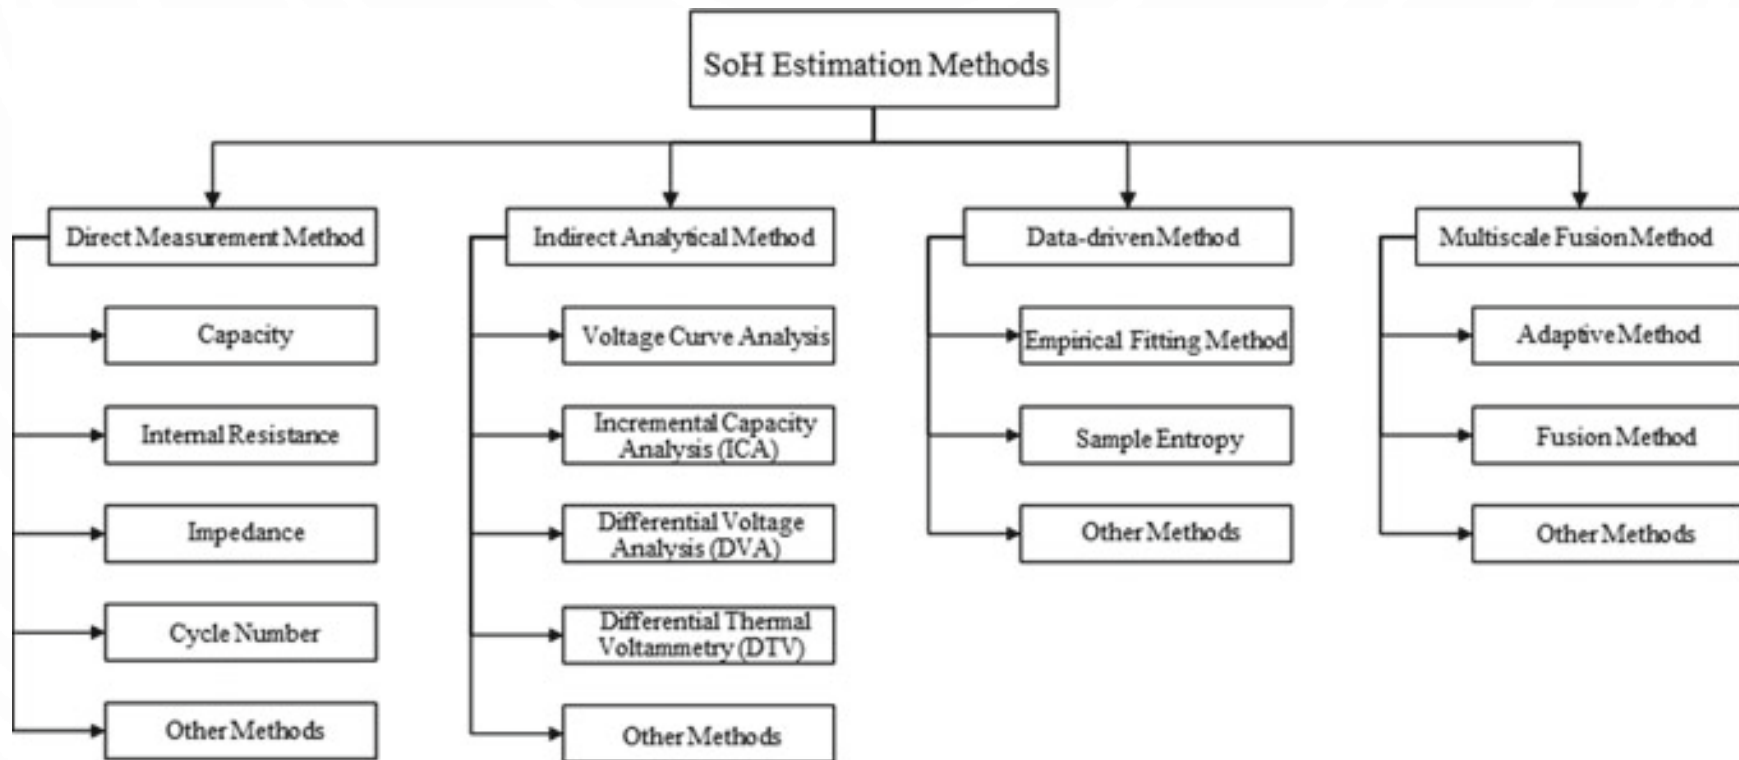 SoH Estimation Methods
Direct Measurement Method
Capacity
Internal Resistance
Impedance
Cycle Number
Other Methods
Indirect Analytical Method
Voltage Curve Analysis
Incremental Capacity
Analysis (ICA)
Differential Voltage
Analysis (DVA)
Differential Thermal
Voltammetry (DTV)
Other Methods
Data-driven Method
Empirical Fitting Method
Sample Entropy
Other Methods
Multiscale Fusion Method
Adaptive Method
Fusion Method
Other Methods